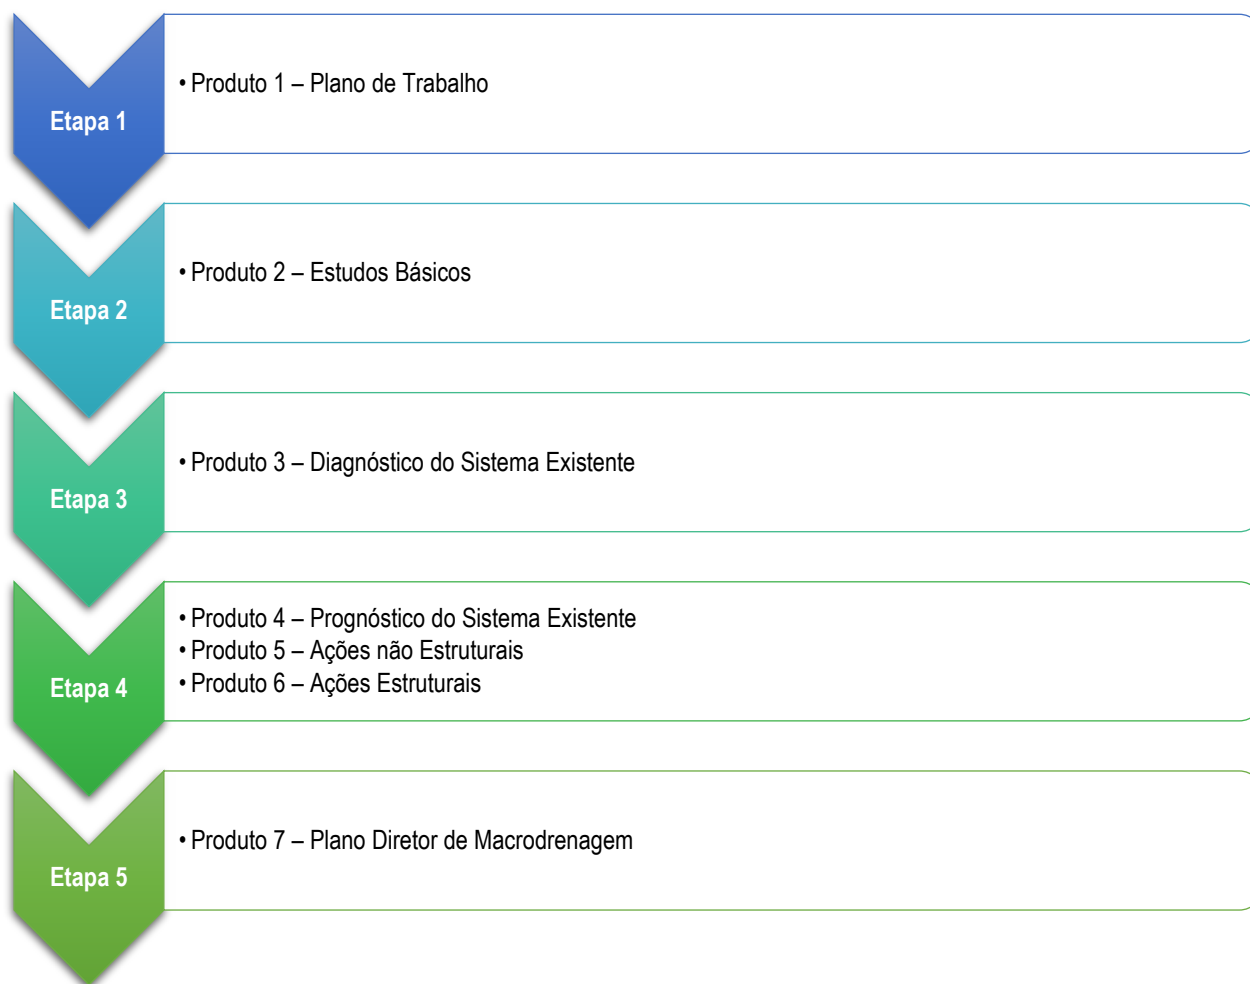 Etapa 1
• Produto 1 – Plano de Trabalho
Etapa 2
• Produto 2 – Estudos Básicos
Etapa 3
• Produto 3 – Diagnóstico do Sistema Existente
Etapa 4
• Produto 4 – Prognóstico do Sistema Existente
• Produto 5 – Ações não Estruturais
• Produto 6 – Ações Estruturais
Etapa 5
• Produto 7 – Plano Diretor de Macrodrenagem